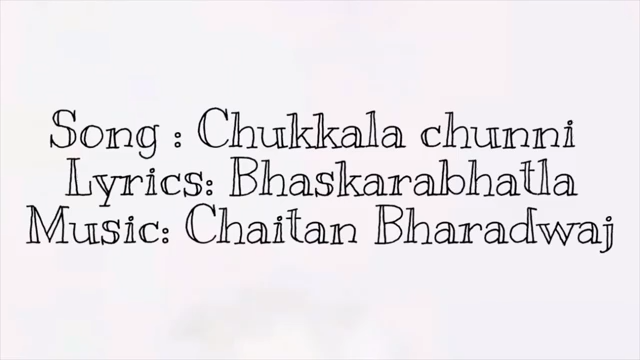 Song : Chukkala chunni
Lyrics: Bhaskarabhatla
Music: Chaitan Bharadwaj